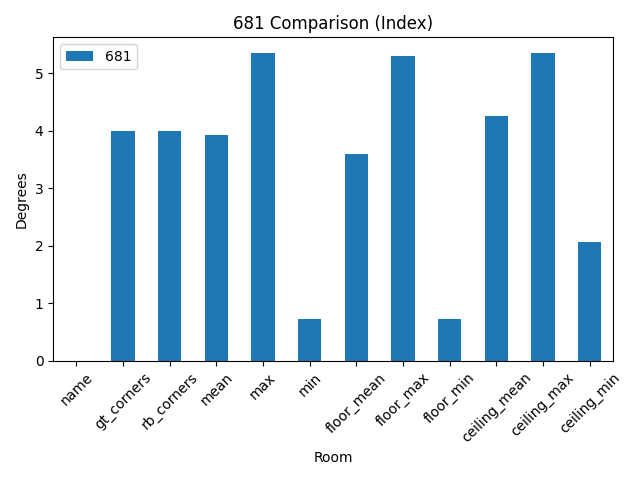 681 Comparison (Index)
681
Degrees
5
4
3
2
1
0
name
gt_corners
rb_corners
mean
max
min
floor_mean
floor_max
floor_min
ceiling_mean
ceiling_max
ceiling_min
Room